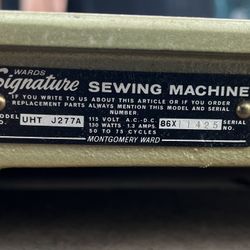 WARDS
Signature SEWING MACHINE
IF YOU WRITE TO US ABOUT THIS ARTICLE OR IF YOU ORDER
REPLACEMENT PARTS ALWAYS MENTION THIS MODEL AND SERIAL
NUMBER.
MODEL UHT J277A 115 VOLT A.C.-D.C. 86X11425
130 WATTS 1.3 AMPS.
50 TO 75 CYCLES
MONTGOMERY WARD